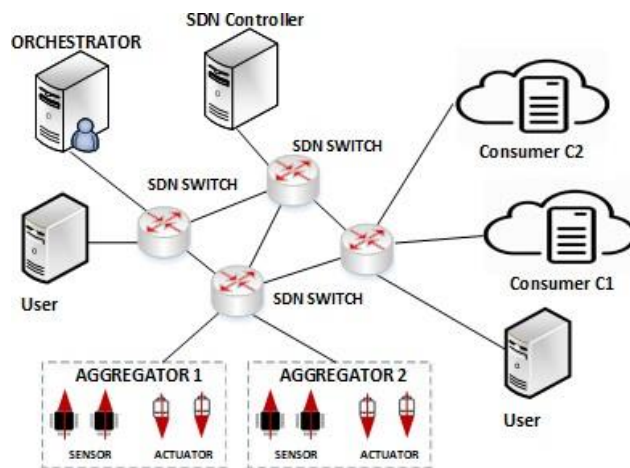 SDN Controller
ORCHESTRATOR
SDN SWITCH
Consumer C2
SDN SWITCH
User
SDN SWITCH
Consumer C1
AGGREGATOR 1
AGGREGATOR 2
User
SENSOR
ACTUATOR
SENSOR
ACTUATOR